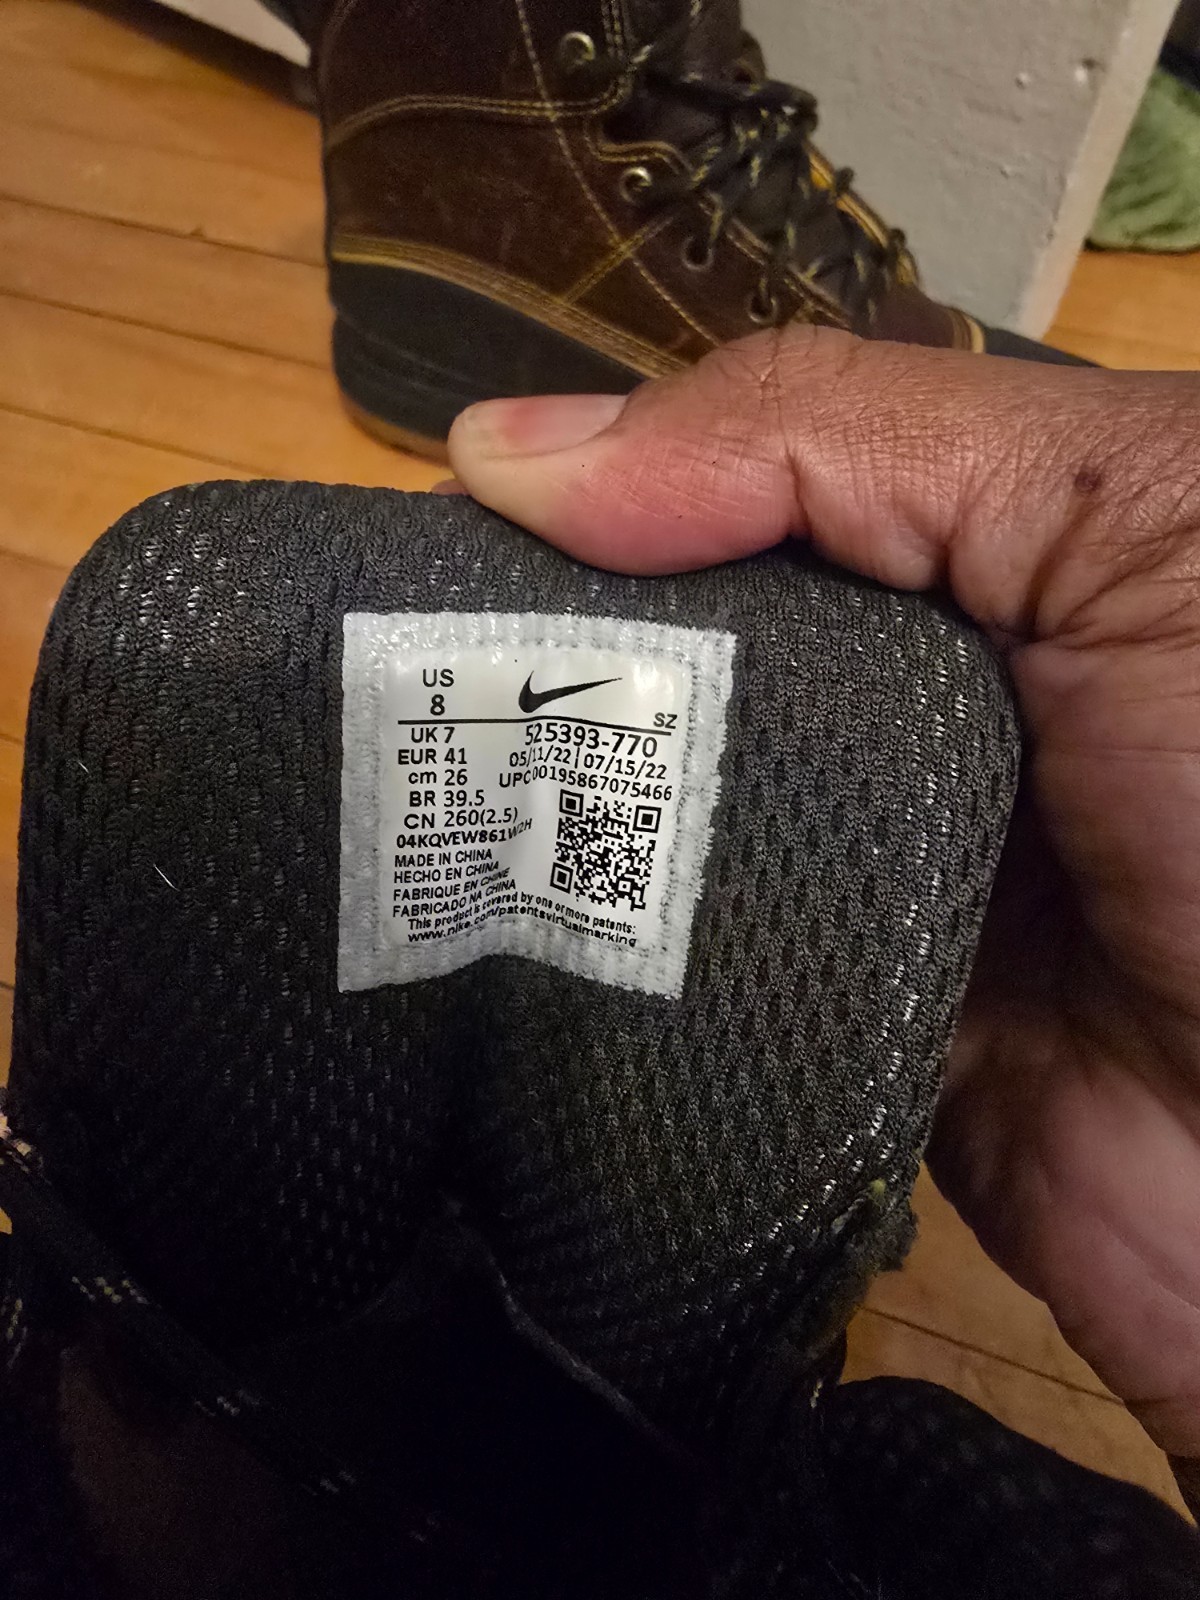 US
8
SZ
UK 7
525393-770
EUR 41
05/11/22 | 07/15/22
cm 26
UPC00195867075466
BR 39.5
CN 260(2.5)
04KQVEW861W2H
MADE IN CHINA
HECHO EN CHINA
FABRIQUE EN CHINE
FABRICADO NA CHINA
This product is covered by one or more patents:
www.nike.com/patentsvirtualmarking